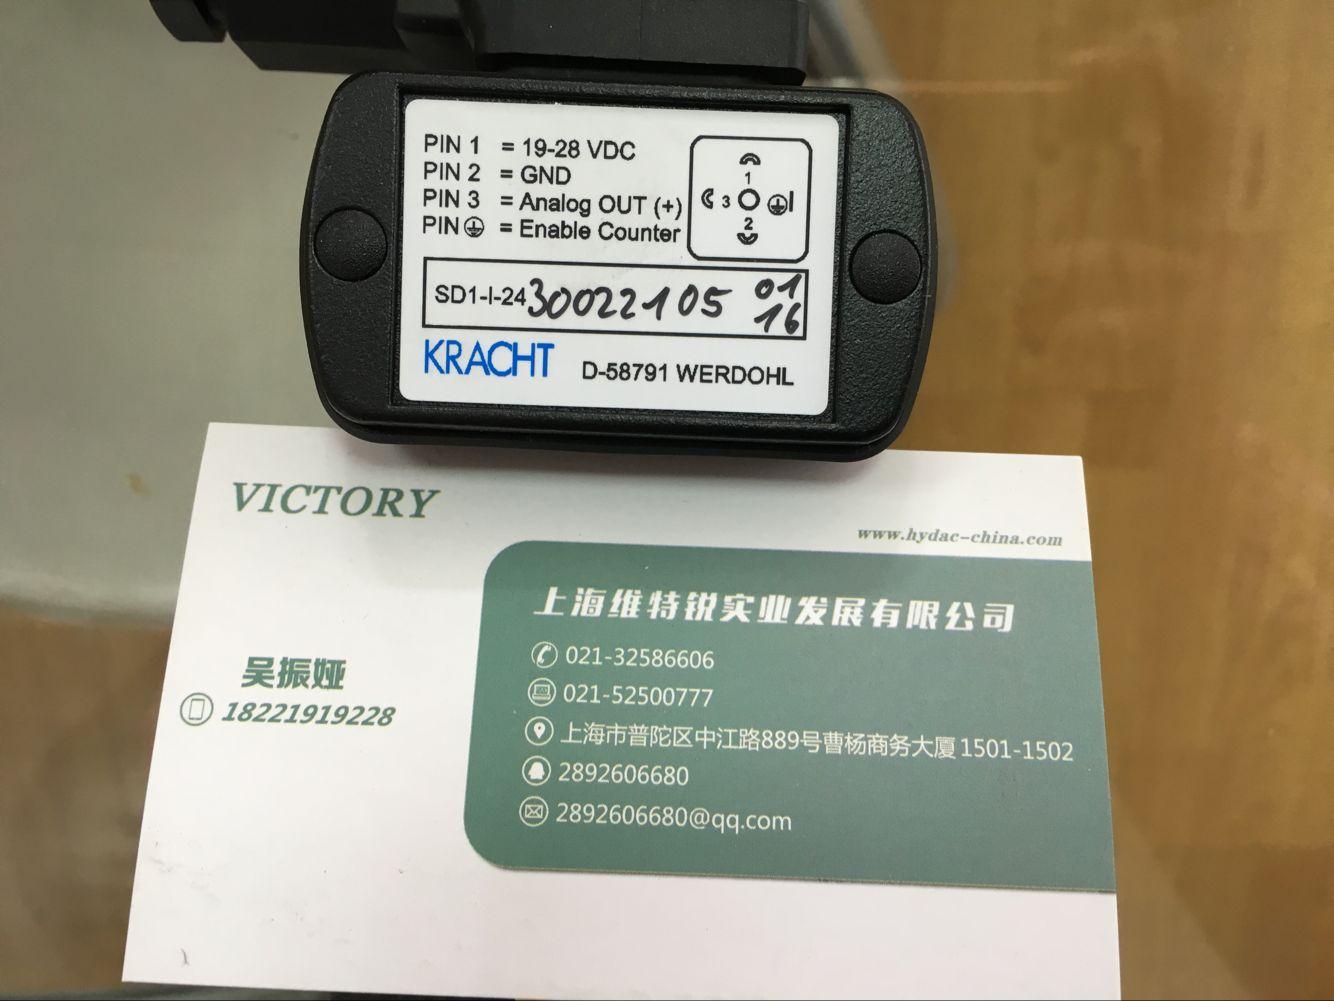 PIN 1 = 19-28 VDC
PIN 2 = GND
PIN 3 = Analog OUT (+)
PIN ⏚ = Enable Counter
1
3
2
SD1-I-24 30022105 01
16
KRACHT D-58791 WERDOHL
VICTORY
www.hydac-china.com
上海维特锐实业发展有限公司
021-32586606
吴振娅
021-52500777
18221919228
上海市普陀区中江路889号曹杨商务大厦1501-1502
2892606680
2892606680@qq.com